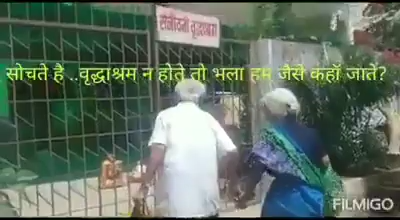 वृद्धाश्रम
सोचते है ..वृद्धाश्रम न होते तो भला हम जैसे कहॉ जाते?
FILMIGO